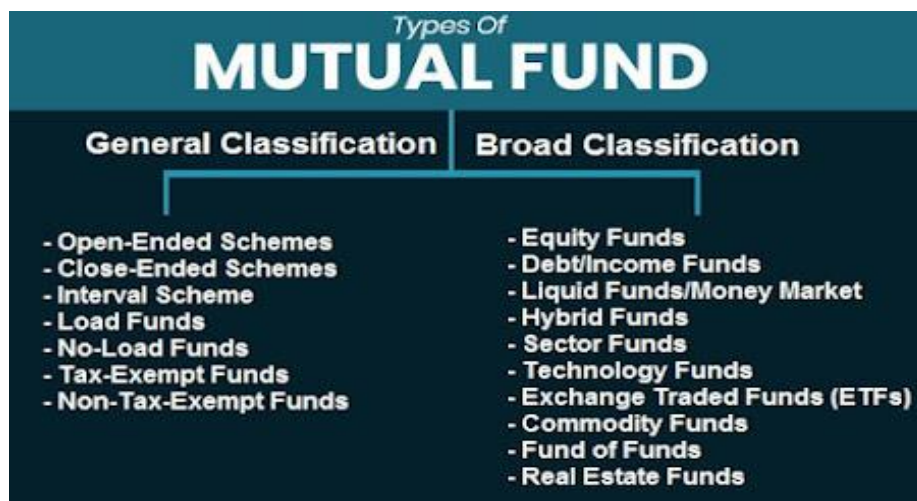 Types Of
MUTUAL FUND
General Classification
- Open-Ended Schemes
- Close-Ended Schemes
- Interval Scheme
- Load Funds
- No-Load Funds
- Tax-Exempt Funds
- Non-Tax-Exempt Funds
Broad Classification
- Equity Funds
- Debt/Income Funds
- Liquid Funds/Money Market
- Hybrid Funds
- Sector Funds
- Technology Funds
- Exchange Traded Funds (ETFs)
- Commodity Funds
- Fund of Funds
- Real Estate Funds